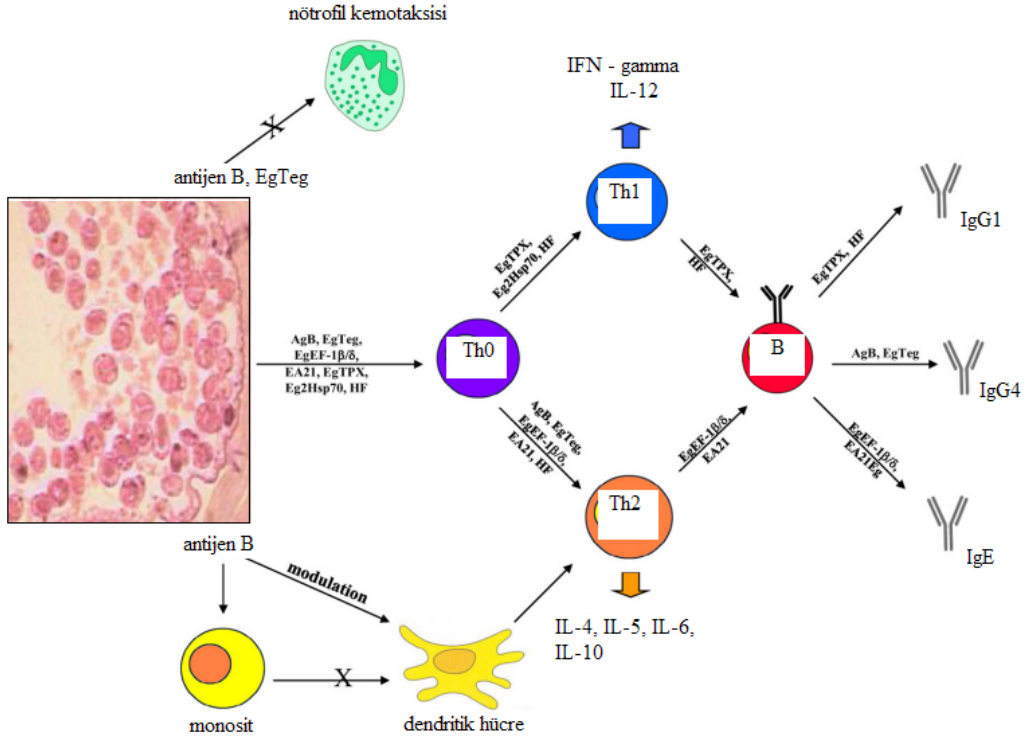 nötrofil kemotaksisi
IFN - gamma
IL-12
antijen B, EgTeg
X
Th1
IgG1
EgTPX,
Eg2Hsp70, HF
EgTPX,
HF
EgTPX, HF
AgB, EgTeg,
EgEF-1β/δ,
EA21, EgTPX,
Eg2Hsp70, HF
Th0
B
AgB, EgTeg
IgG4
AgB, EgTeg,
EgEF-1β/δ,
EA21, HF
EgEF-1β/δ,
EA21
EgEF-1β/δ,
EA21Eg
Th2
IgE
antijen B
modulation
IL-4, IL-5, IL-6,
IL-10
X
monosit
dendritik hücre